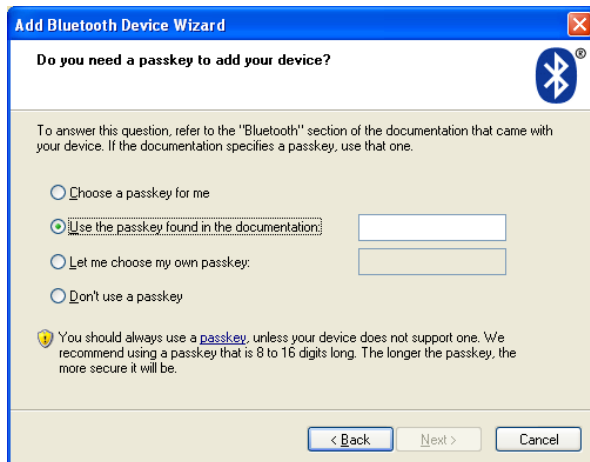 Add Bluetooth Device Wizard
Do you need a passkey to add your device?
®
To answer this question, refer to the "Bluetooth" section of the documentation that came with
your device. If the documentation specifies a passkey, use that one.
Choose a passkey for me
Use the passkey found in the documentation:
Let me choose my own passkey:
Don't use a passkey
You should always use a passkey, unless your device does not support one. We
recommend using a passkey that is 8 to 16 digits long. The longer the passkey, the
more secure it will be.
< Back Next > Cancel